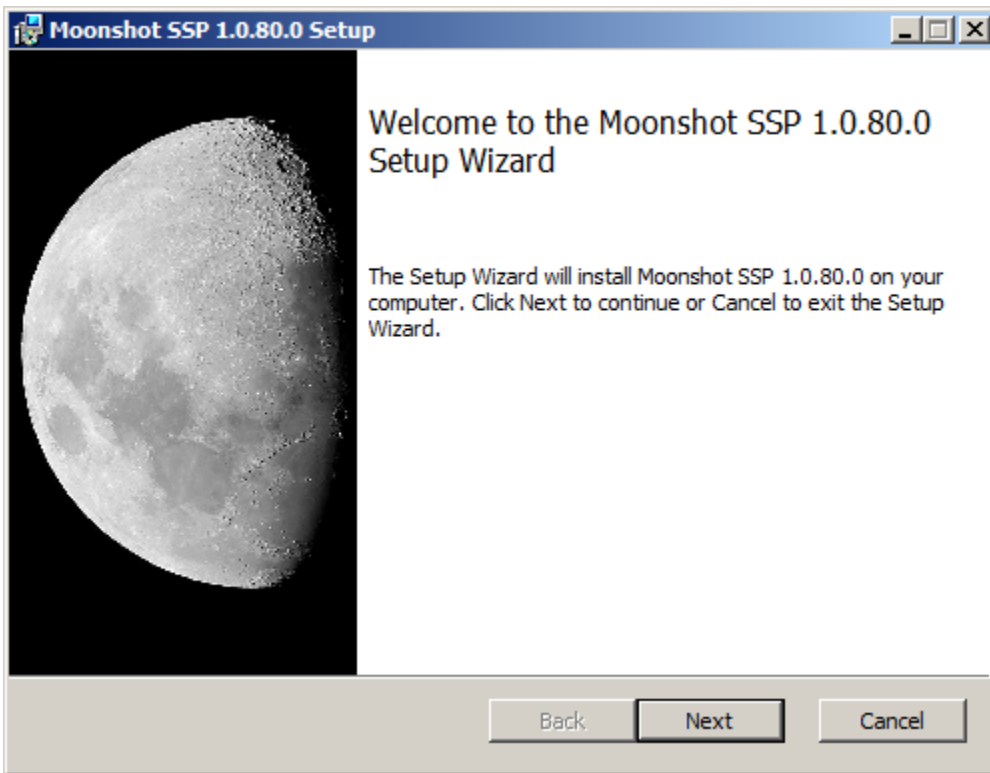 Moonshot SSP 1.0.80.0 Setup
Welcome to the Moonshot SSP 1.0.80.0
Setup Wizard
The Setup Wizard will install Moonshot SSP 1.0.80.0 on your
computer. Click Next to continue or Cancel to exit the Setup
Wizard.
Back Next Cancel